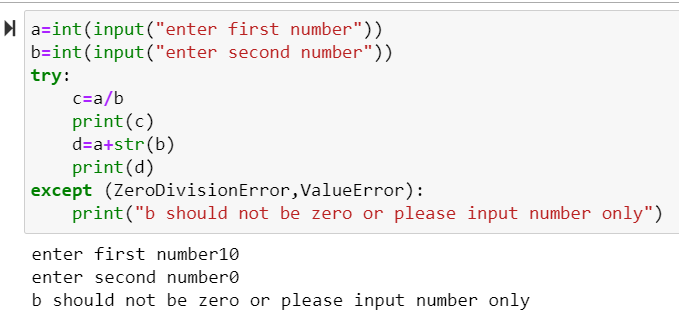 a=int(input("enter first number"))
b=int(input("enter second number"))
try:
    c=a/b
    print(c)
    d=a+str(b)
    print(d)
except (ZeroDivisionError,ValueError):
    print("b should not be zero or please input number only")
enter first number10
enter second number0
b should not be zero or please input number only